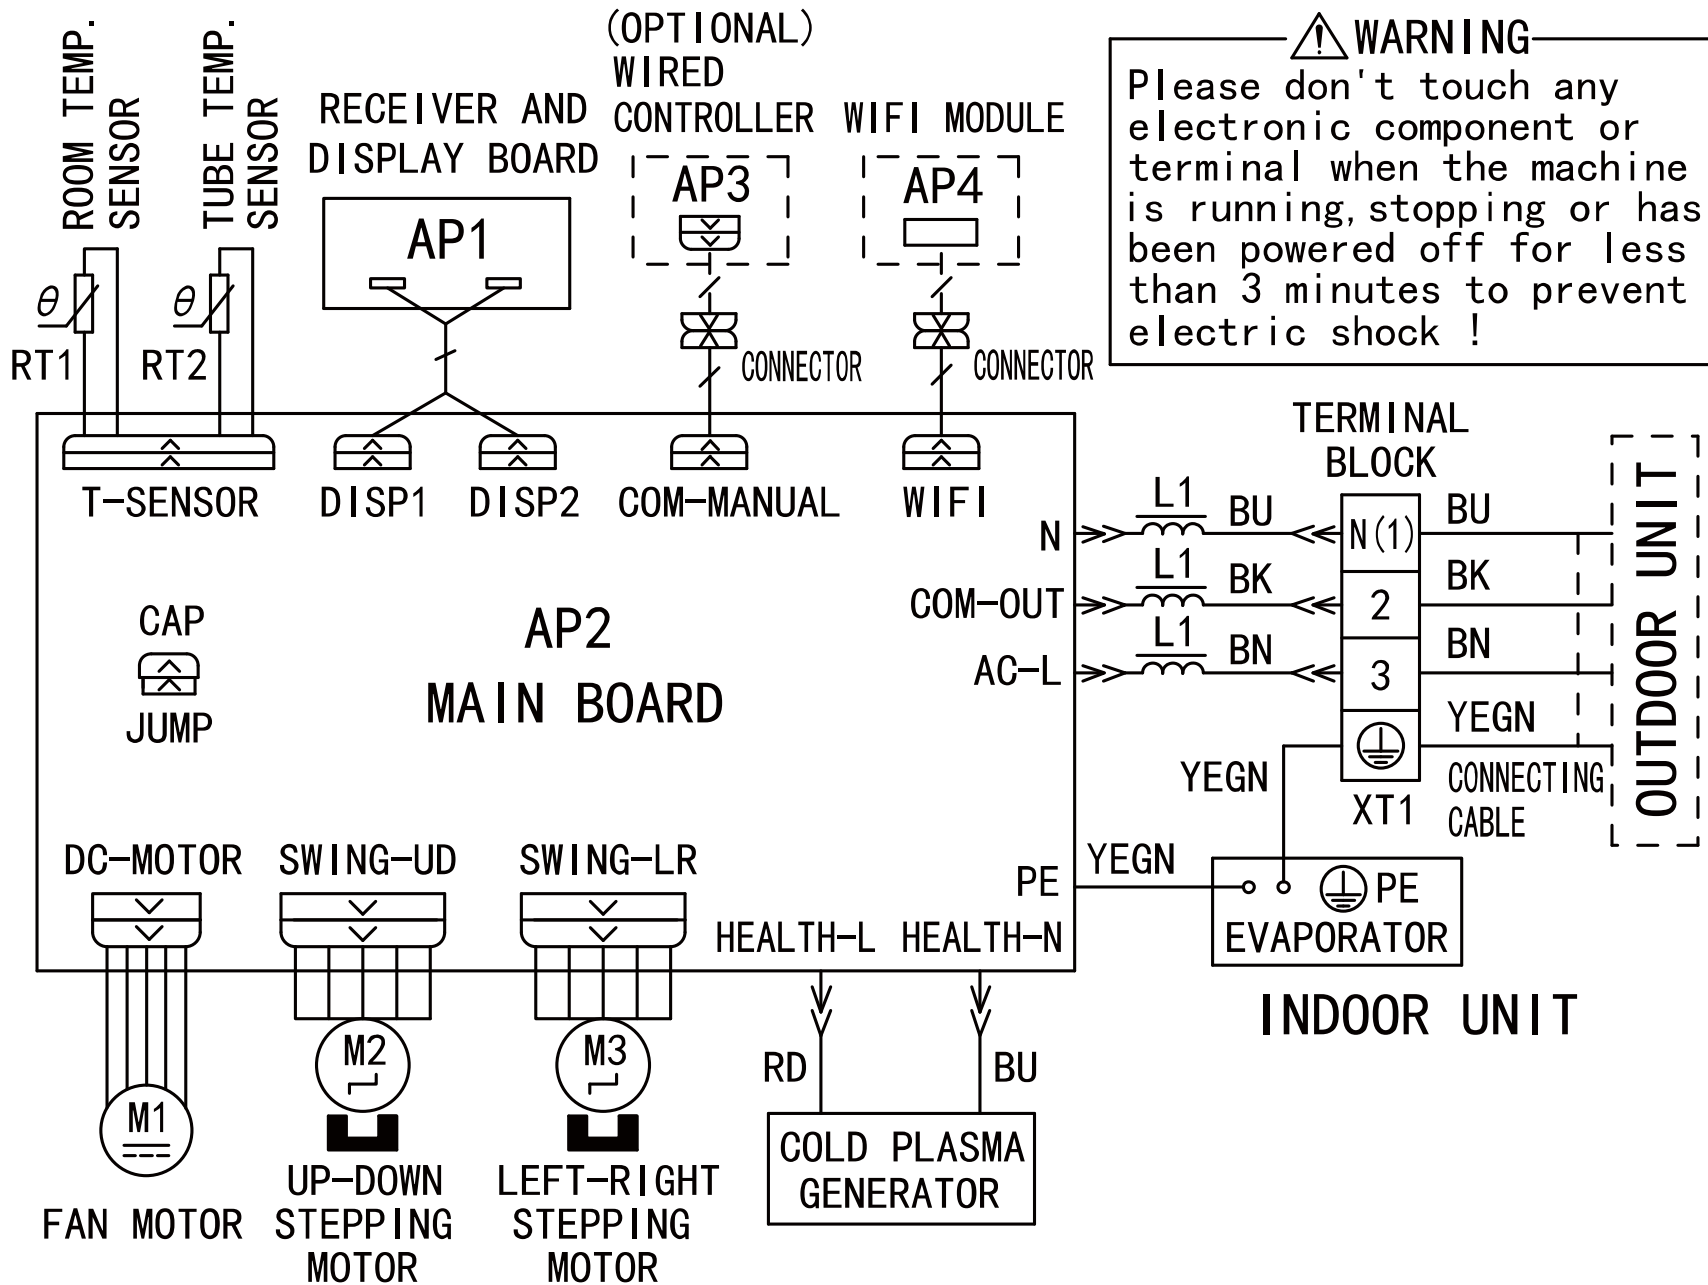 ROOM TEMP.
SENSOR
TUBE TEMP.
SENSOR
RECEIVER AND
DISPLAY BOARD
(OPTIONAL)
WIRED
CONTROLLER
WIFI MODULE
WARNING
Please don't touch any
electronic component or
terminal when the machine
is running, stopping or has
been powered off for less
than 3 minutes to prevent
electric shock !
AP1
AP3
AP4
θ
RT1
θ
RT2
CONNECTOR
CONNECTOR
T-SENSOR
DISP1
DISP2
COM-MANUAL
WIFI
TERMINAL
BLOCK
N
L1
BU
N(1)
BU
COM-OUT
L1
BK
2
BK
AC-L
L1
BN
3
BN
YEGN
YEGN
XT1
CONNECTING
CABLE
OUTDOOR UNIT
CAP
JUMP
AP2
MAIN BOARD
DC-MOTOR
SWING-UD
SWING-LR
HEALTH-L
HEALTH-N
PE
YEGN
PE
EVAPORATOR
INDOOR UNIT
M1
FAN MOTOR
M2
UP-DOWN
STEPPING
MOTOR
M3
LEFT-RIGHT
STEPPING
MOTOR
RD
BU
COLD PLASMA
GENERATOR